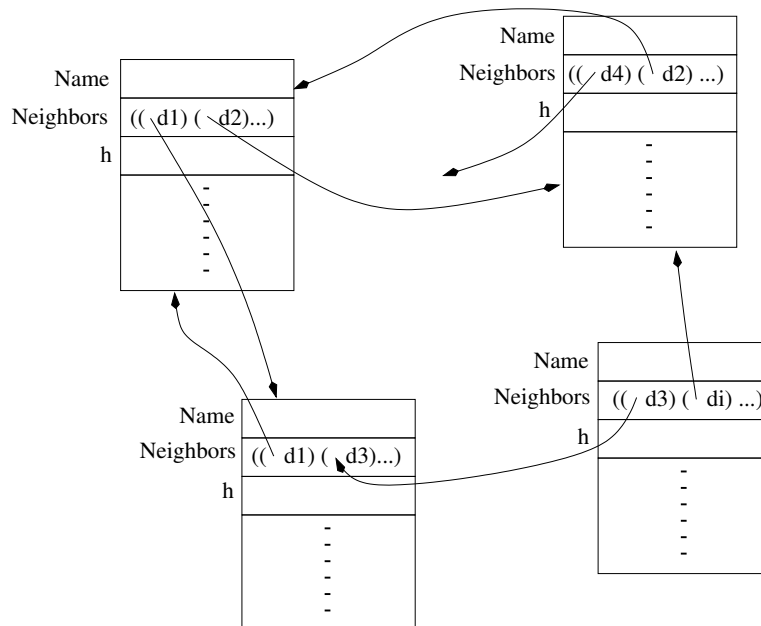 Name
Neighbors ((  d1) (  d2)...)
h
Name
Neighbors ((  d4) (  d2) ...)
h
Name
Neighbors ((  d1) (  d3)...)
h
Name
Neighbors ((  d3) (  di) ...)
h